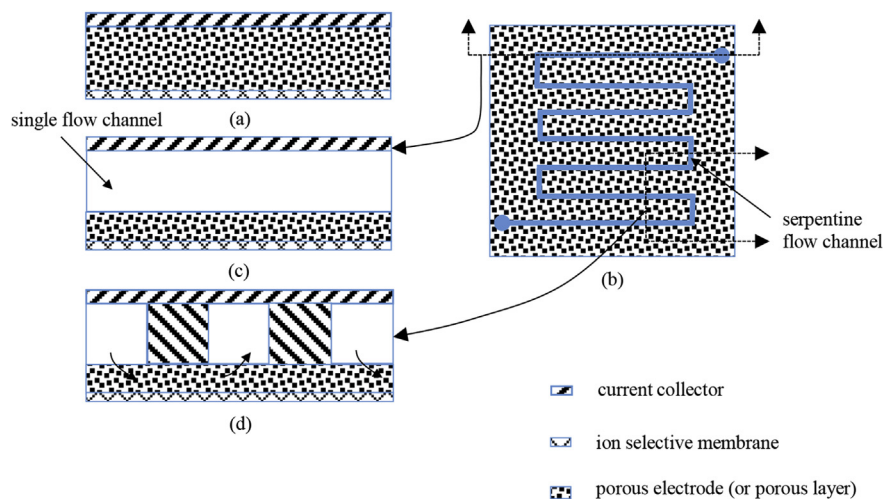 (a)
single flow channel
(c)
(d)
serpentine
flow channel
(b)
current collector
ion selective membrane
porous electrode (or porous layer)